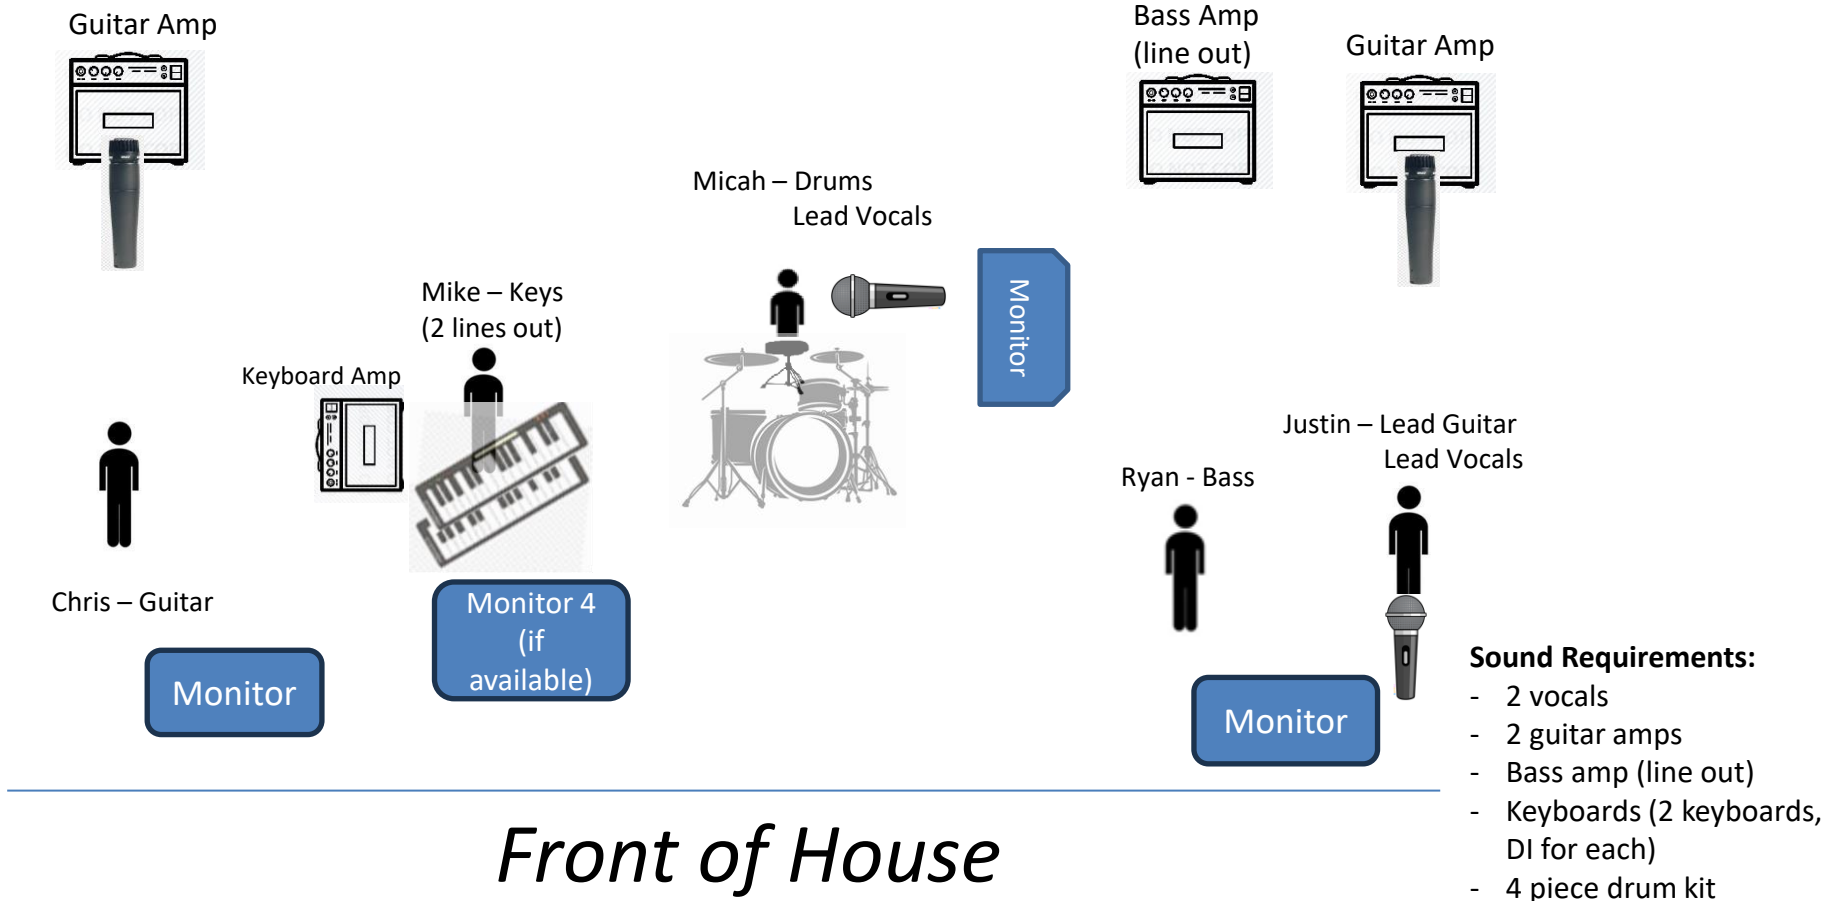 Guitar Amp
Bass Amp
(line out)
Guitar Amp
Micah – Drums
Lead Vocals
Mike – Keys
(2 lines out)
Monitor
Keyboard Amp
Justin – Lead Guitar
Lead Vocals
Ryan - Bass
Chris – Guitar
Monitor 4
(if
available)
Monitor
Monitor
Sound Requirements:
- 2 vocals
- 2 guitar amps
- Bass amp (line out)
- Keyboards (2 keyboards,
DI for each)
- 4 piece drum kit
Front of House